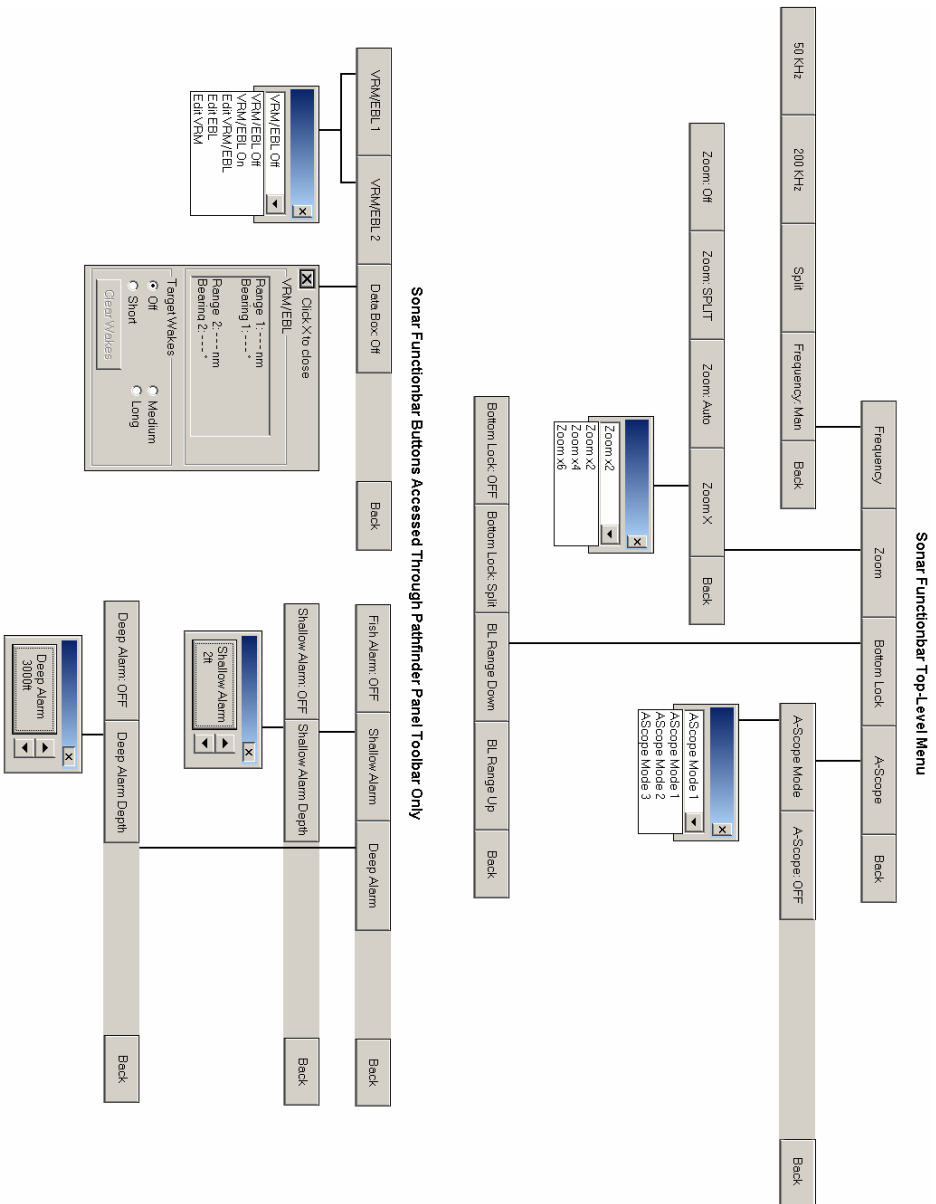 Sonar Functionbar Top-Level Menu
Frequency
Zoom
Bottom Lock
A-Scope
Back
50 KHz
200 KHz
Split
Frequency: Man
Back
A-Scope Mode
A-Scope: OFF
Back
AScope Mode 1
AScope Mode 1
AScope Mode 2
AScope Mode 3
Zoom: Off
Zoom: SPLIT
Zoom: Auto
Zoom X
Back
Zoom x2
Zoom x2
Zoom x4
Zoom x6
Bottom Lock: OFF
Bottom Lock: Split
BL Range Down
BL Range Up
Back
Sonar Functionbar Buttons Accessed Through Pathfinder Panel Toolbar Only
VRM/EBL 1
VRM/EBL 2
Data Box: Off
Back
VRM/EBL Off
VRM/EBL Off
VRM/EBL On
Edit VRM/EBL
Edit EBL
Edit VRM
Click X to close
VRM/EBL
Range 1:--- nm
Bearing 1:---°
Range 2:--- nm
Bearing 2:---°
Target Wakes
Off
Medium
Short
Long
Clear Wakes
Fish Alarm: OFF
Shallow Alarm
Deep Alarm
Back
Shallow Alarm: OFF
Shallow Alarm Depth
Back
Shallow Alarm
2ft
Deep Alarm: OFF
Deep Alarm Depth
Back
Deep Alarm
3000ft